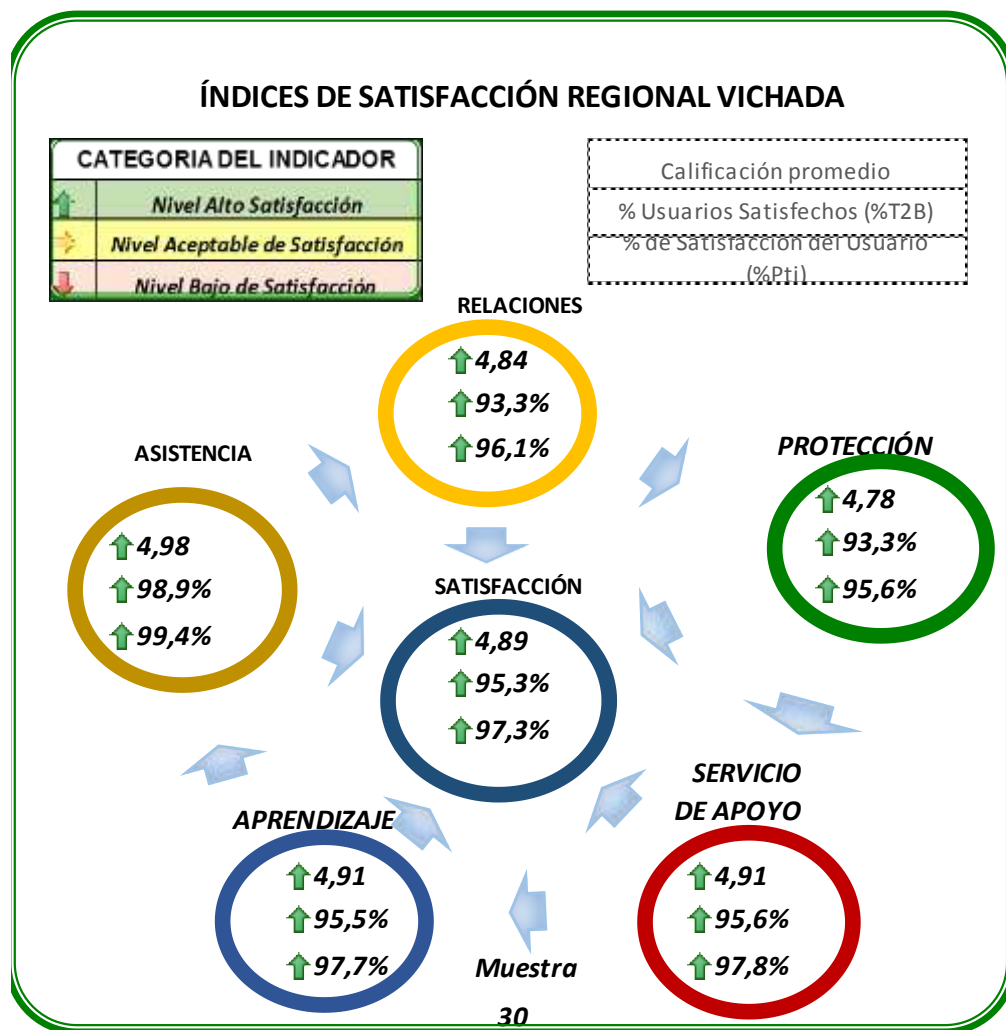 ÍNDICES DE SATISFACCIÓN REGIONAL VICHADA
CATEGORIA DEL INDICADOR
Nivel Alto Satisfacción
Nivel Aceptable de Satisfacción
Nivel Bajo de Satisfacción
Calificación promedio
% Usuarios Satisfechos (%T2B)
% de Satisfacción del Usuario
(%Pti)
RELACIONES
4,84
93,3%
96,1%
ASISTENCIA
4,98
98,9%
99,4%
PROTECCIÓN
4,78
93,3%
95,6%
SATISFACCIÓN
4,89
95,3%
97,3%
APRENDIZAJE
4,91
95,5%
97,7%
SERVICIO
DE APOYO
4,91
95,6%
97,8%
Muestra
30